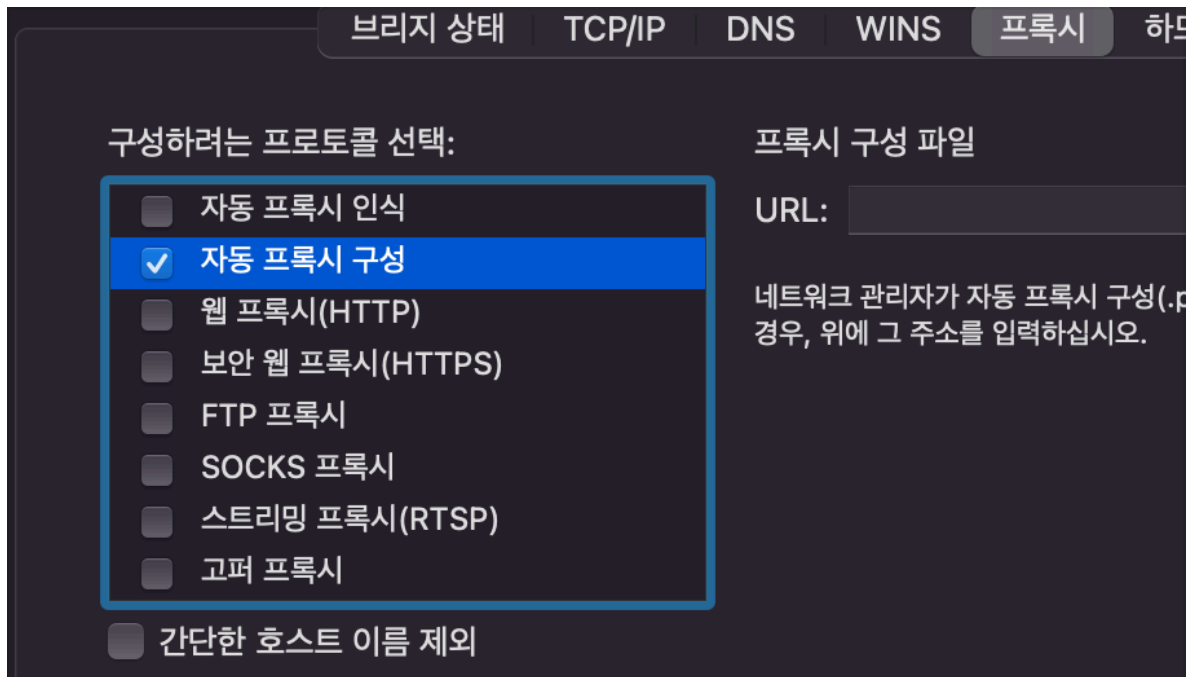 브리지 상태 TCP/IP DNS WINS 프록시
구성하려는 프로토콜 선택:
자동 프록시 인식
자동 프록시 구성
웹 프록시(HTTP)
보안 웹 프록시(HTTPS)
FTP 프록시
SOCKS 프록시
스트리밍 프록시(RTSP)
고퍼 프록시
간단한 호스트 이름 제외
프록시 구성 파일
URL:
네트워크 관리자가 자동 프록시 구성(.p
경우, 위에 그 주소를 입력하십시오.